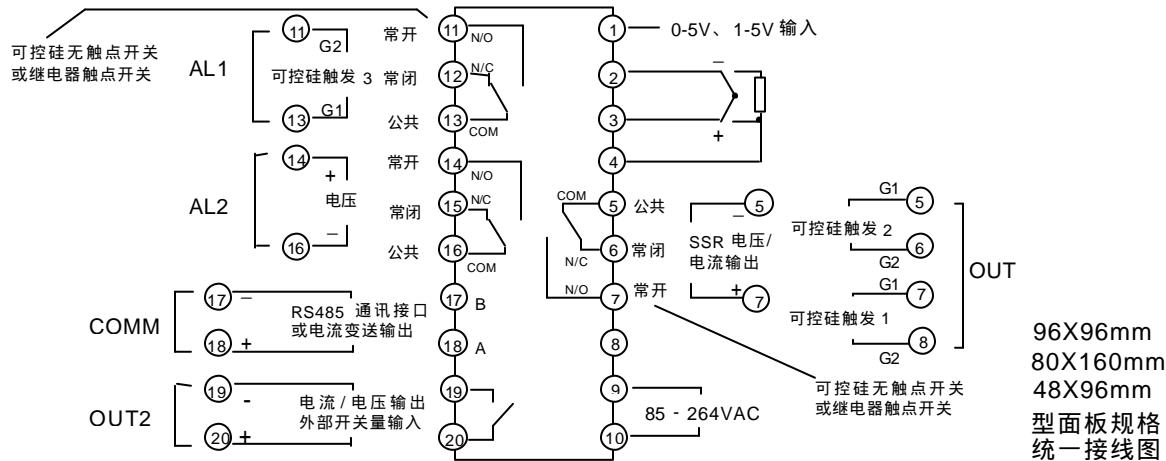 可控硅无触点开关
或继电器触点开关
AL1
11
G2
可控硅触发 3
13
G1
常开
11
N/O
常闭
12
N/C
公共
13
COM
AL2
14
+
电压
16
—
常开
14
N/O
常闭
15
N/C
公共
16
COM
COMM
17
—
18
+
RS485 通讯接口
或电流变送输出
17
B
18
A
OUT2
19
-
20
+
电流/电压输出
外部开关量输入
19
20
1
0-5V、1-5V 输入
2
—
3
+
4
COM
5
公共
N/C
6
常闭
N/O
7
常开
8
9
85 - 264VAC
10
5
—
SSR 电压/
电流输出
+
7
G1
5
可控硅触发 2
6
G2
G1
7
可控硅触发 1
8
G2
OUT
可控硅无触点开关
或继电器触点开关
96X96mm
80X160mm
48X96mm
型面板规格
统一接线图